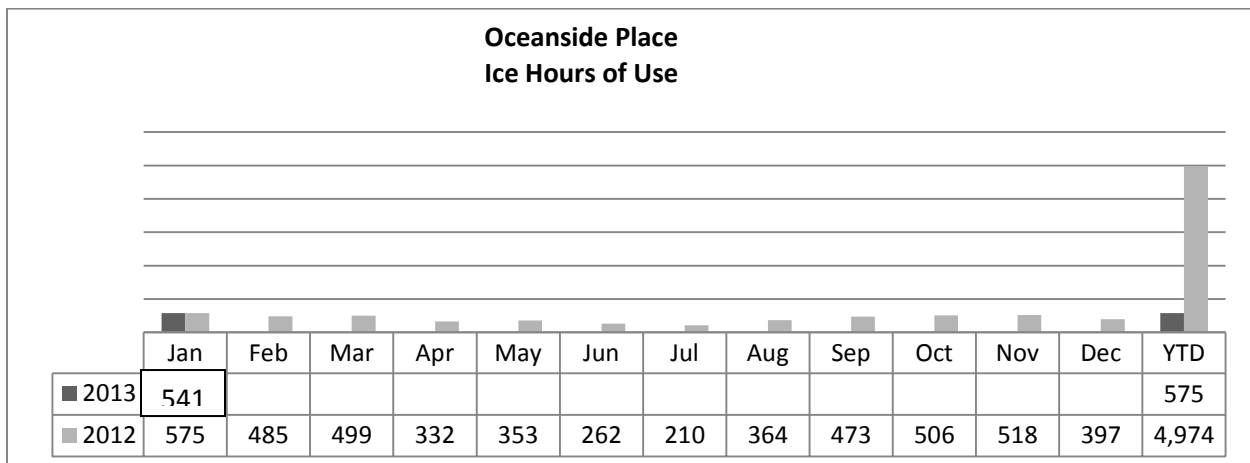 Oceanside Place
Ice Hours of Use
Jan Feb Mar Apr May Jun Jul Aug Sep Oct Nov Dec YTD
2013 541 575
2012 575 485 499 332 353 262 210 364 473 506 518 397 4,974